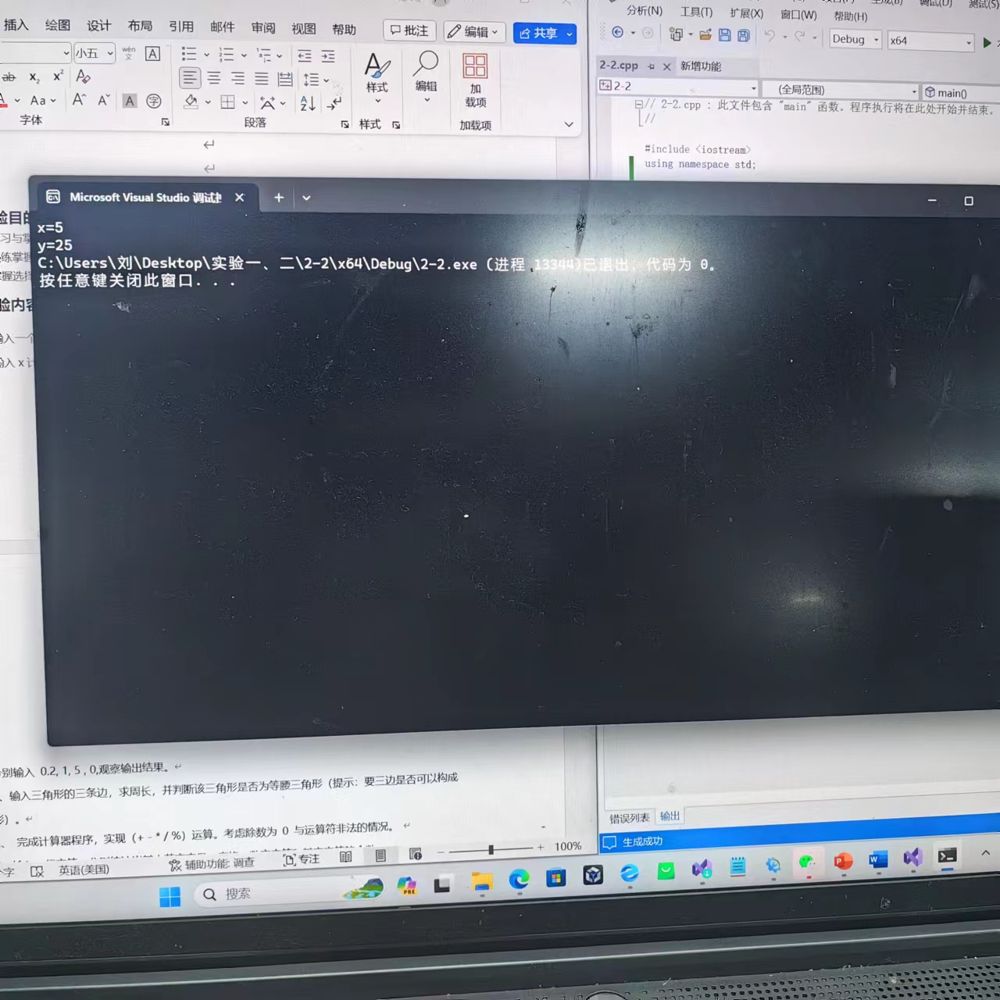 插入 绘图 设计 布局 引用 邮件 审阅 视图 帮助 批注 编辑 共享
小五 wén 文 A
ab x₂ x² A
A Aa A A A 字
样式 编辑 加载项
字体 段落 样式 加载项
分析(N) 工具(T) 扩展(X) 窗口(W) 帮助(H) 测试(S)
Debug x64
2-2.cpp 新增功能
2-2 (全局范围) main()
// 2-2.cpp : 此文件包含 "main" 函数。程序执行将在此处开始并结束。
//
#include <iostream>
using namespace std;
Microsoft Visual Studio 调试
x=5
y=25
C:\Users\刘\Desktop\实验一、二\2-2\x64\Debug\2-2.exe (进程 13344)已退出，代码为 0。
按任意键关闭此窗口. . .
验目的
习与掌
练掌握
握选择
验内容
输入一个
输入 x 计
别输入 0.2, 1, 5 , 0,观察输出结果。
、输入三角形的三条边，求周长，并判断该三角形是否为等腰三角形（提示：要三边是否可以构成
形）。
、 完成计算器程序，实现（+ - * / %）运算。考虑除数为 0 与运算符非法的情况。
个字 英语(美国) 辅助功能: 调查 专注 100%
错误列表 输出
生成成功
搜索
PRE